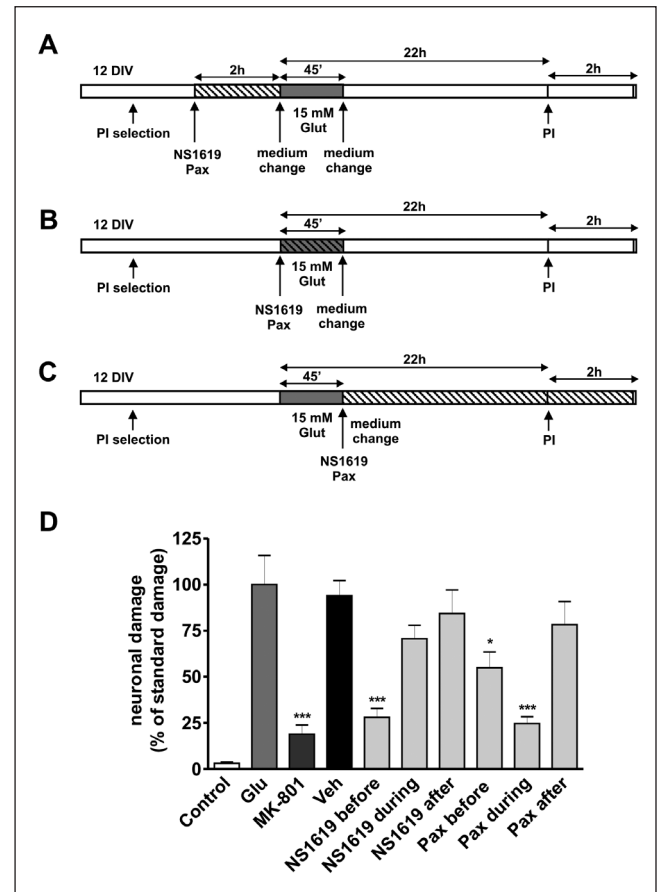 A
22h
12 DIV
2h
45'
2h
PI selection
NS1619
Pax
medium
change
15 mM
Glut
medium
change
PI
B
22h
12 DIV
45'
2h
PI selection
NS1619
Pax
15 mM
Glut
medium
change
PI
C
22h
12 DIV
45'
2h
PI selection
15 mM
Glut
medium
change
NS1619
Pax
PI
D
neuronal damage
(% of standard damage)
125
100
75
50
25
0
***
***
*
***
Control
Glu
MK-801
Veh
NS1619 before
NS1619 during
NS1619 after
Pax before
Pax during
Pax after